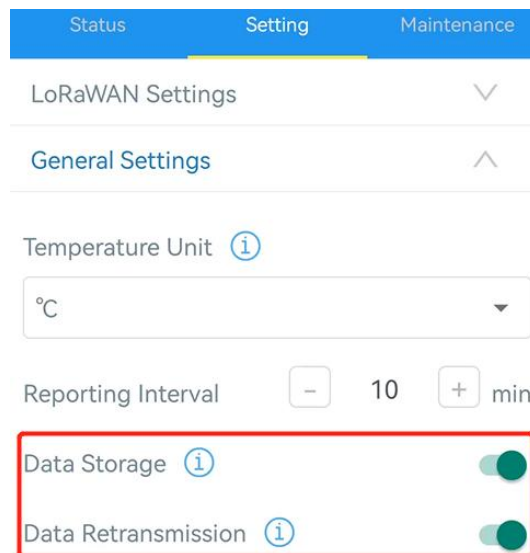 Status Setting Maintenance
LoRaWAN Settings
General Settings
Temperature Unit i
℃
Reporting Interval - 10 + min
Data Storage i
Data Retransmission i